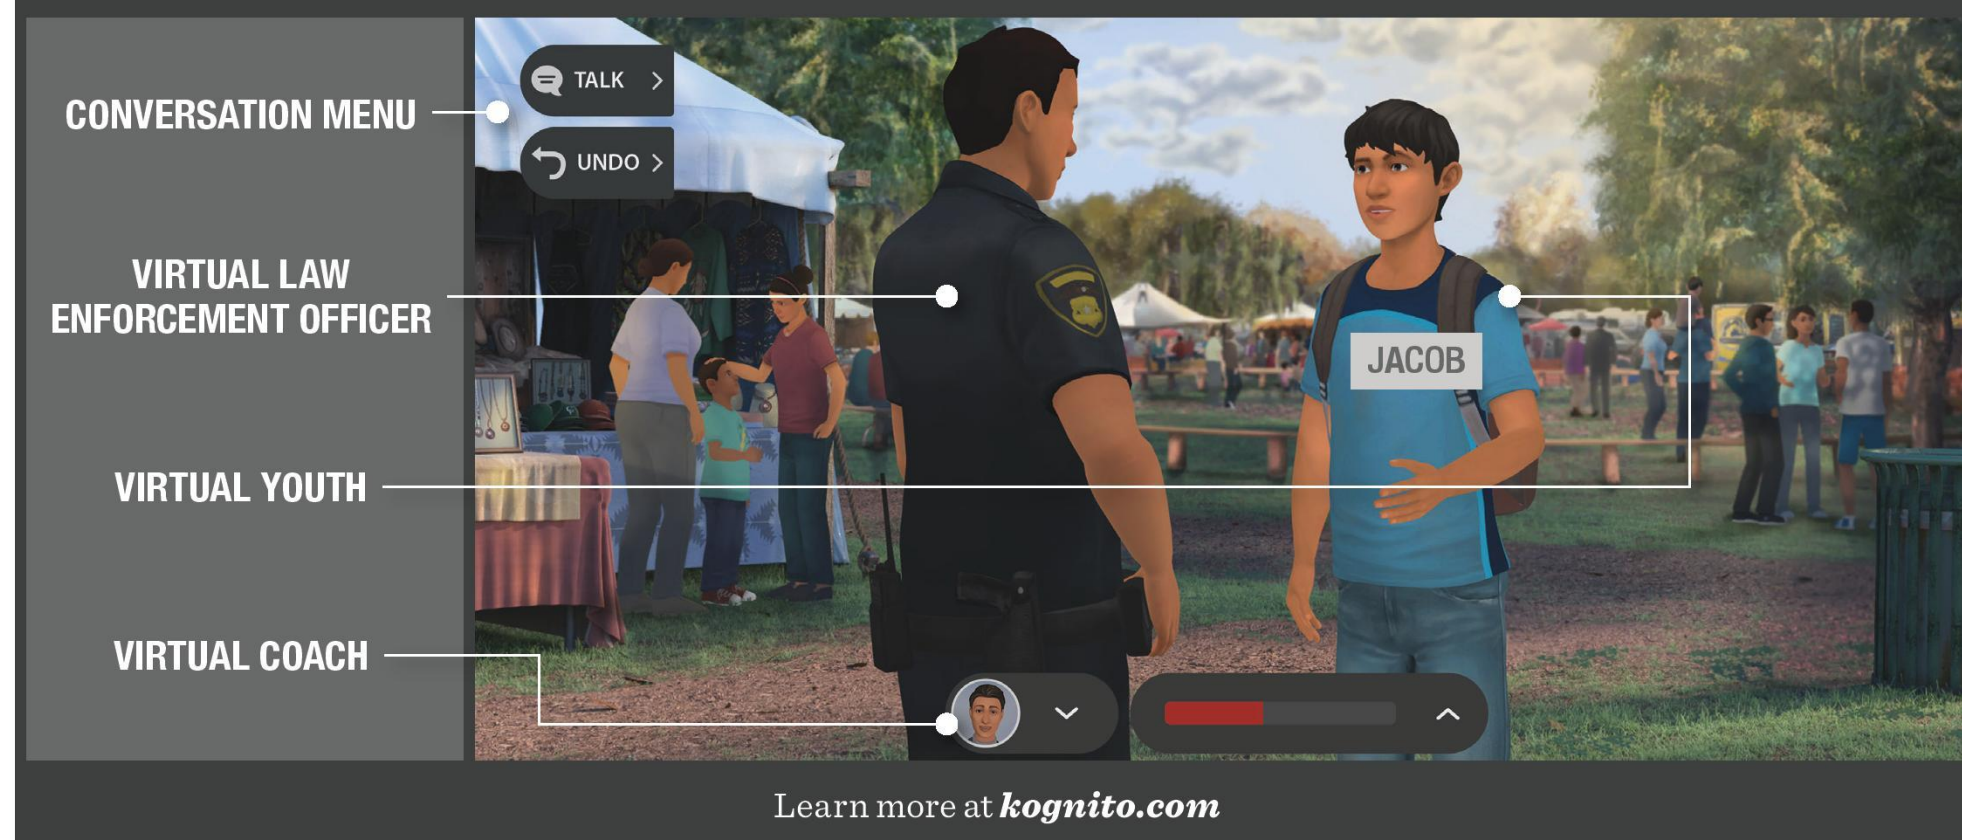 CONVERSATION MENU
TALK
UNDO
VIRTUAL LAW
ENFORCEMENT OFFICER
JACOB
VIRTUAL YOUTH
VIRTUAL COACH
Learn more at kognito.com